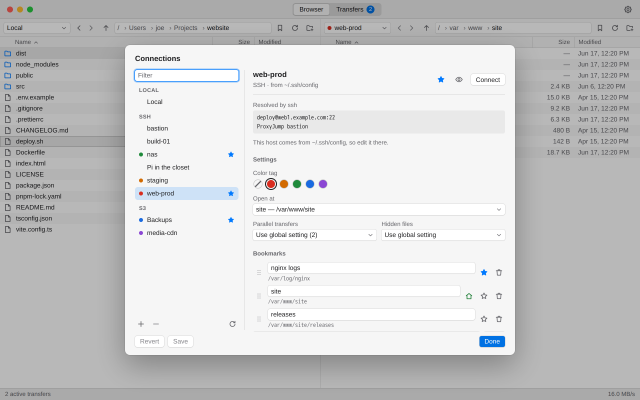 Browser Transfers 2
Local / Users joe Projects website
web-prod / var www site
Name Size Modified Name Size Modified
dist — Jun 17, 12:20 PM
node_modules — Jun 17, 12:20 PM
public — Jun 17, 12:20 PM
src 2.4 KB Jun 6, 12:20 PM
.env.example 15.0 KB Apr 15, 12:20 PM
.gitignore 9.2 KB Jun 17, 12:20 PM
.prettierrc 6.3 KB Jun 17, 12:20 PM
CHANGELOG.md 480 B Apr 15, 12:20 PM
deploy.sh 142 B Apr 15, 12:20 PM
Dockerfile 18.7 KB Jun 17, 12:20 PM
index.html
LICENSE
package.json
pnpm-lock.yaml
README.md
tsconfig.json
vite.config.ts
Connections
Filter
LOCAL
Local
SSH
bastion
build-01
nas
Pi in the closet
staging
web-prod
S3
Backups
media-cdn
Revert Save
web-prod
SSH · from ~/.ssh/config
Connect
Resolved by ssh
deploy@web1.example.com:22
ProxyJump bastion
This host comes from ~/.ssh/config, so edit it there.
Settings
Color tag
Open at
site — /var/www/site
Parallel transfers Hidden files
Use global setting (2) Use global setting
Bookmarks
nginx logs
/var/log/nginx
site
/var/www/site
releases
/var/www/site/releases
Done
2 active transfers 18.0 MB/s